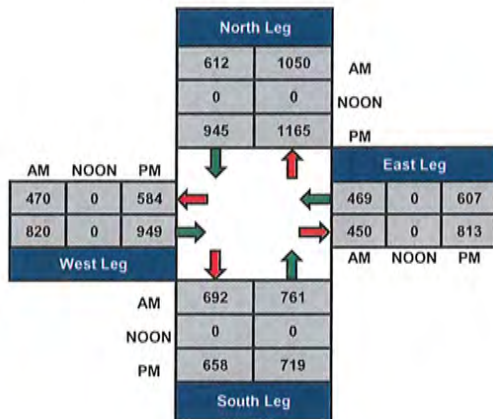 North Leg
612 1050 AM
0 0 NOON
945 1165 PM
AM NOON PM
East Leg
470 0 584
469 0 607
820 0 949
450 0 813
West Leg
AM NOON PM
AM 692 761
NOON 0 0
PM 658 719
South Leg